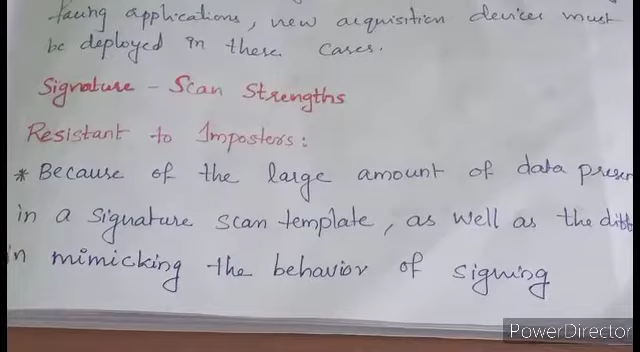 facing applications, new acquisition devices must
be deployed in these cases.
Signature - Scan Strengths
Resistant to Imposters:
* Because of the large amount of data presen
in a signature scan template, as well as the diff
in mimicking the behavior of signing
PowerDirector